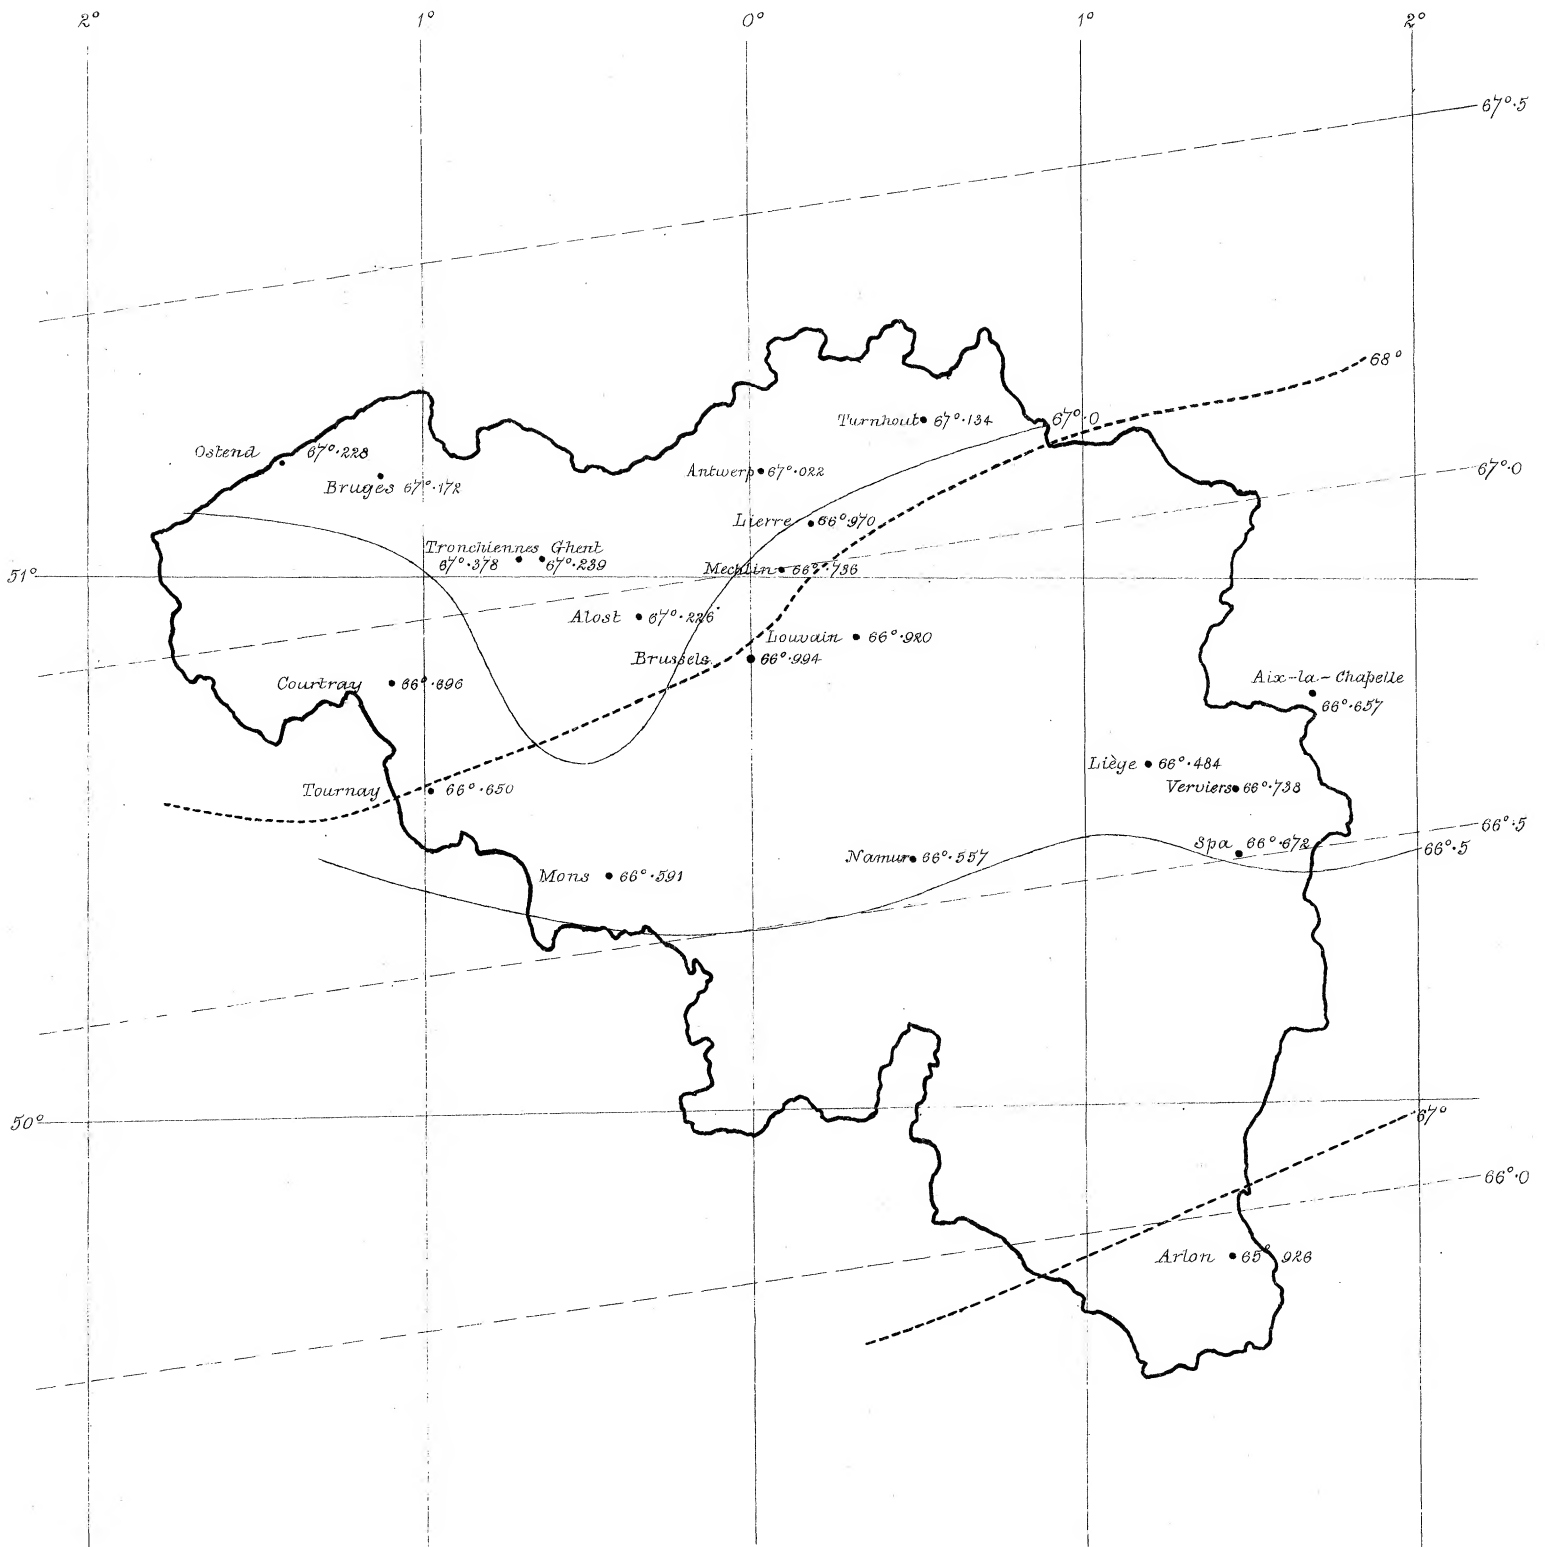 2° 1° 0° 1° 2°
67°·5
68°
Turnhout 67°·134
67°·0
Ostend 67°·228
Antwerp 67°·022
67°·0
Bruges 67°·172
Lierre 66°·970
Tronchiennes Ghent
67°·378 67°·239
Mechlin 66°·736
51°
Alost 67°·226
Louvain 66°·920
Brussels 66°·994
Courtray 66°·696
Aix-la-Chapelle
66°·657
Liège 66°·484
Tournay 66°·650
Verviers 66°·738
66°·5
Spa 66°·672
66°·5
Namur 66°·557
Mons 66°·591
50°
67°
66°·0
Arlon 65°·926